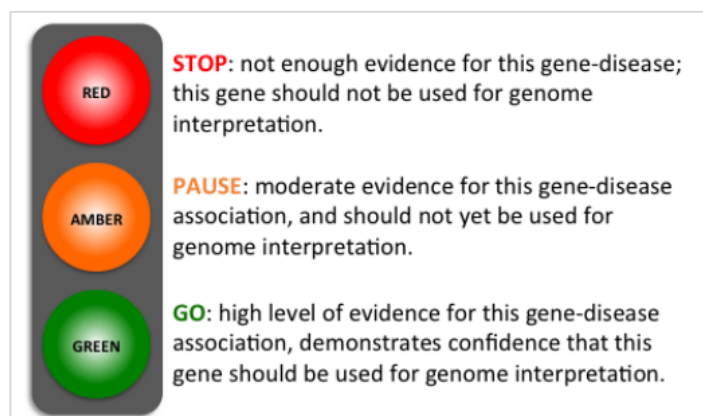 RED
STOP: not enough evidence for this gene-disease;
this gene should not be used for genome
interpretation.
AMBER
PAUSE: moderate evidence for this gene-disease
association, and should not yet be used for
genome interpretation.
GREEN
GO: high level of evidence for this gene-disease
association, demonstrates confidence that this
gene should be used for genome interpretation.